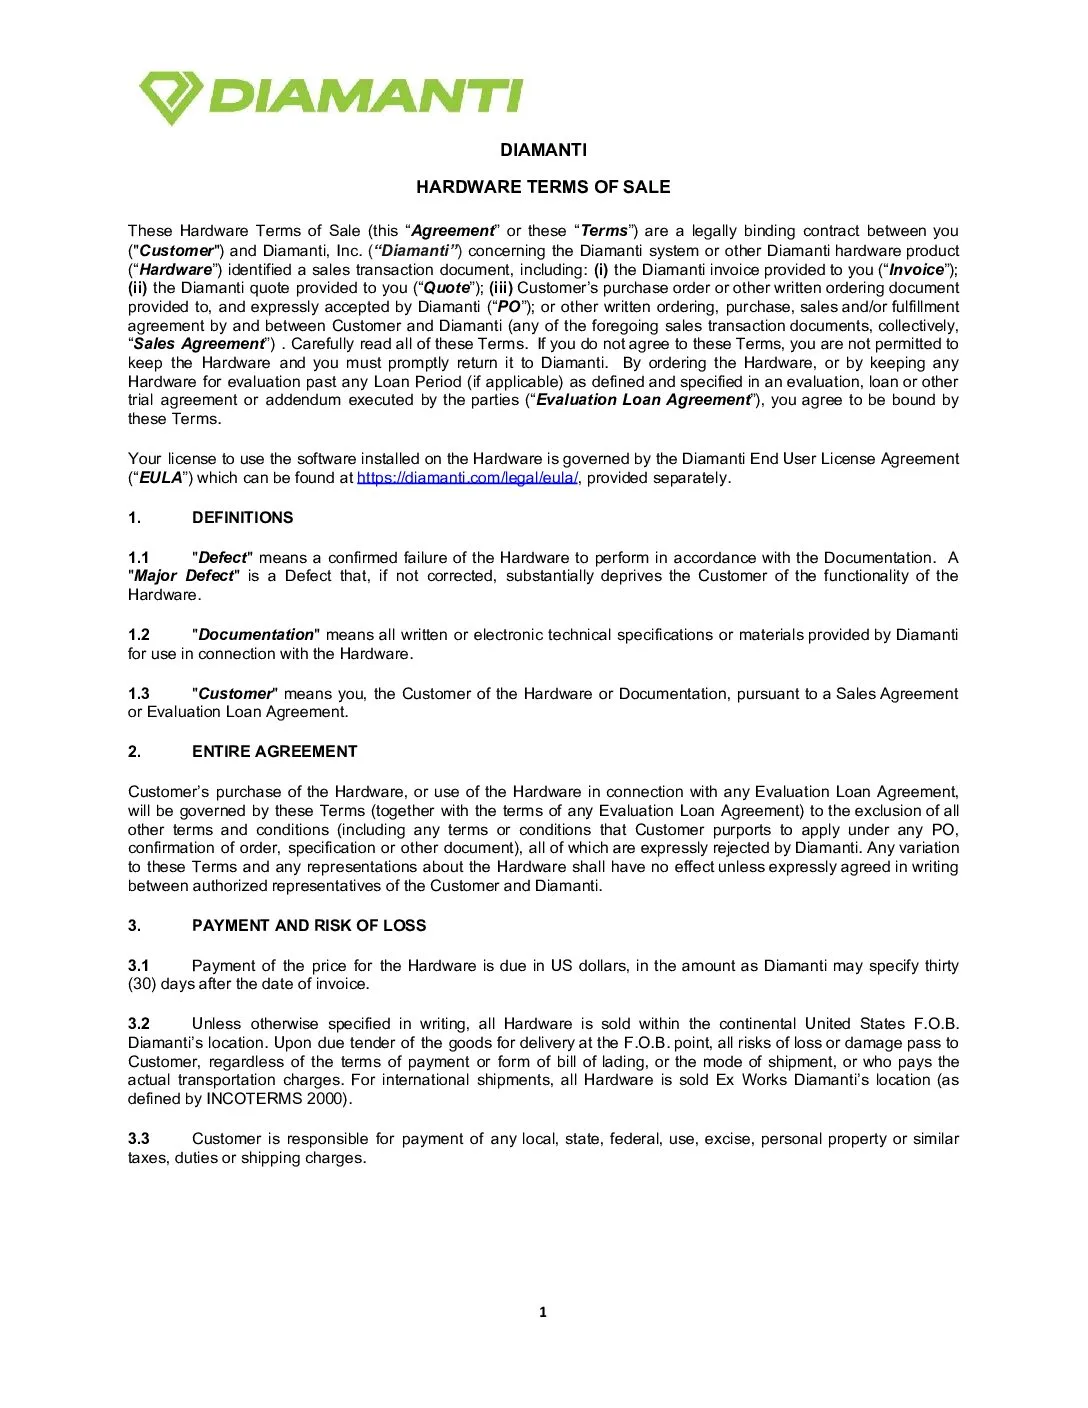 DIAMANTI
DIAMANTI
HARDWARE TERMS OF SALE
These Hardware Terms of Sale (this “Agreement” or these “Terms”) are a legally binding contract between you
("Customer") and Diamanti, Inc. (“Diamanti”) concerning the Diamanti system or other Diamanti hardware product
(“Hardware”) identified a sales transaction document, including: (i) the Diamanti invoice provided to you (“Invoice”);
(ii) the Diamanti quote provided to you (“Quote”); (iii) Customer’s purchase order or other written ordering document
provided to, and expressly accepted by Diamanti (“PO”); or other written ordering, purchase, sales and/or fulfillment
agreement by and between Customer and Diamanti (any of the foregoing sales transaction documents, collectively,
“Sales Agreement”) . Carefully read all of these Terms. If you do not agree to these Terms, you are not permitted to
keep the Hardware and you must promptly return it to Diamanti. By ordering the Hardware, or by keeping any
Hardware for evaluation past any Loan Period (if applicable) as defined and specified in an evaluation, loan or other
trial agreement or addendum executed by the parties (“Evaluation Loan Agreement”), you agree to be bound by
these Terms.
Your license to use the software installed on the Hardware is governed by the Diamanti End User License Agreement
(“EULA”) which can be found at https://diamanti.com/legal/eula/, provided separately.
1. DEFINITIONS
1.1 "Defect" means a confirmed failure of the Hardware to perform in accordance with the Documentation. A
"Major Defect" is a Defect that, if not corrected, substantially deprives the Customer of the functionality of the
Hardware.
1.2 "Documentation" means all written or electronic technical specifications or materials provided by Diamanti
for use in connection with the Hardware.
1.3 "Customer" means you, the Customer of the Hardware or Documentation, pursuant to a Sales Agreement
or Evaluation Loan Agreement.
2. ENTIRE AGREEMENT
Customer’s purchase of the Hardware, or use of the Hardware in connection with any Evaluation Loan Agreement,
will be governed by these Terms (together with the terms of any Evaluation Loan Agreement) to the exclusion of all
other terms and conditions (including any terms or conditions that Customer purports to apply under any PO,
confirmation of order, specification or other document), all of which are expressly rejected by Diamanti. Any variation
to these Terms and any representations about the Hardware shall have no effect unless expressly agreed in writing
between authorized representatives of the Customer and Diamanti.
3. PAYMENT AND RISK OF LOSS
3.1 Payment of the price for the Hardware is due in US dollars, in the amount as Diamanti may specify thirty
(30) days after the date of invoice.
3.2 Unless otherwise specified in writing, all Hardware is sold within the continental United States F.O.B.
Diamanti’s location. Upon due tender of the goods for delivery at the F.O.B. point, all risks of loss or damage pass to
Customer, regardless of the terms of payment or form of bill of lading, or the mode of shipment, or who pays the
actual transportation charges. For international shipments, all Hardware is sold Ex Works Diamanti’s location (as
defined by INCOTERMS 2000).
3.3 Customer is responsible for payment of any local, state, federal, use, excise, personal property or similar
taxes, duties or shipping charges.
1